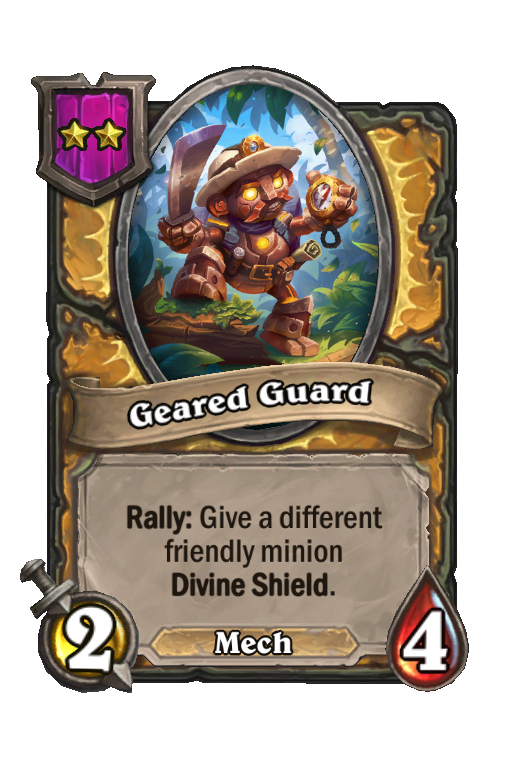 Geared Guard
Rally: Give a different
friendly minion
Divine Shield.
2
Mech
4